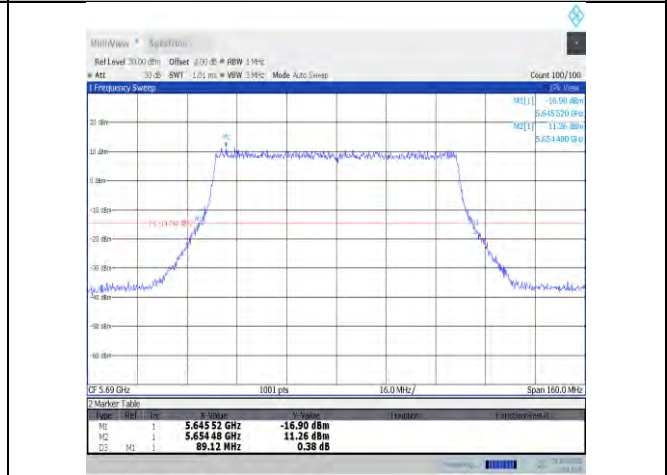 MultiView Spectrum
Ref Level 30.00 dBm Offset 2.00 dB RBW 1 MHz
Att 30 dB SWT 1.01 ms VBW 3 MHz Mode Auto Sweep Count 100/100
1 Frequency Sweep 1Pk View
M1[1] -16.90 dBm
5.645 520 GHz
M2[1] 11.26 dBm
5.654 480 GHz
20 dBm
M2
10 dBm
0 dBm
-10 dBm
-20 dBm
-30 dBm
-40 dBm
-50 dBm
-60 dBm
CF 5.69 GHz 1001 pts 16.0 MHz/ Span 160.0 MHz
2 Marker Table
Type Ref Trc X-Value Y-Value Function Function Result
M1 1 5.645 52 GHz -16.90 dBm
M2 1 5.654 48 GHz 11.26 dBm
D3 M1 1 89.12 MHz 0.38 dB